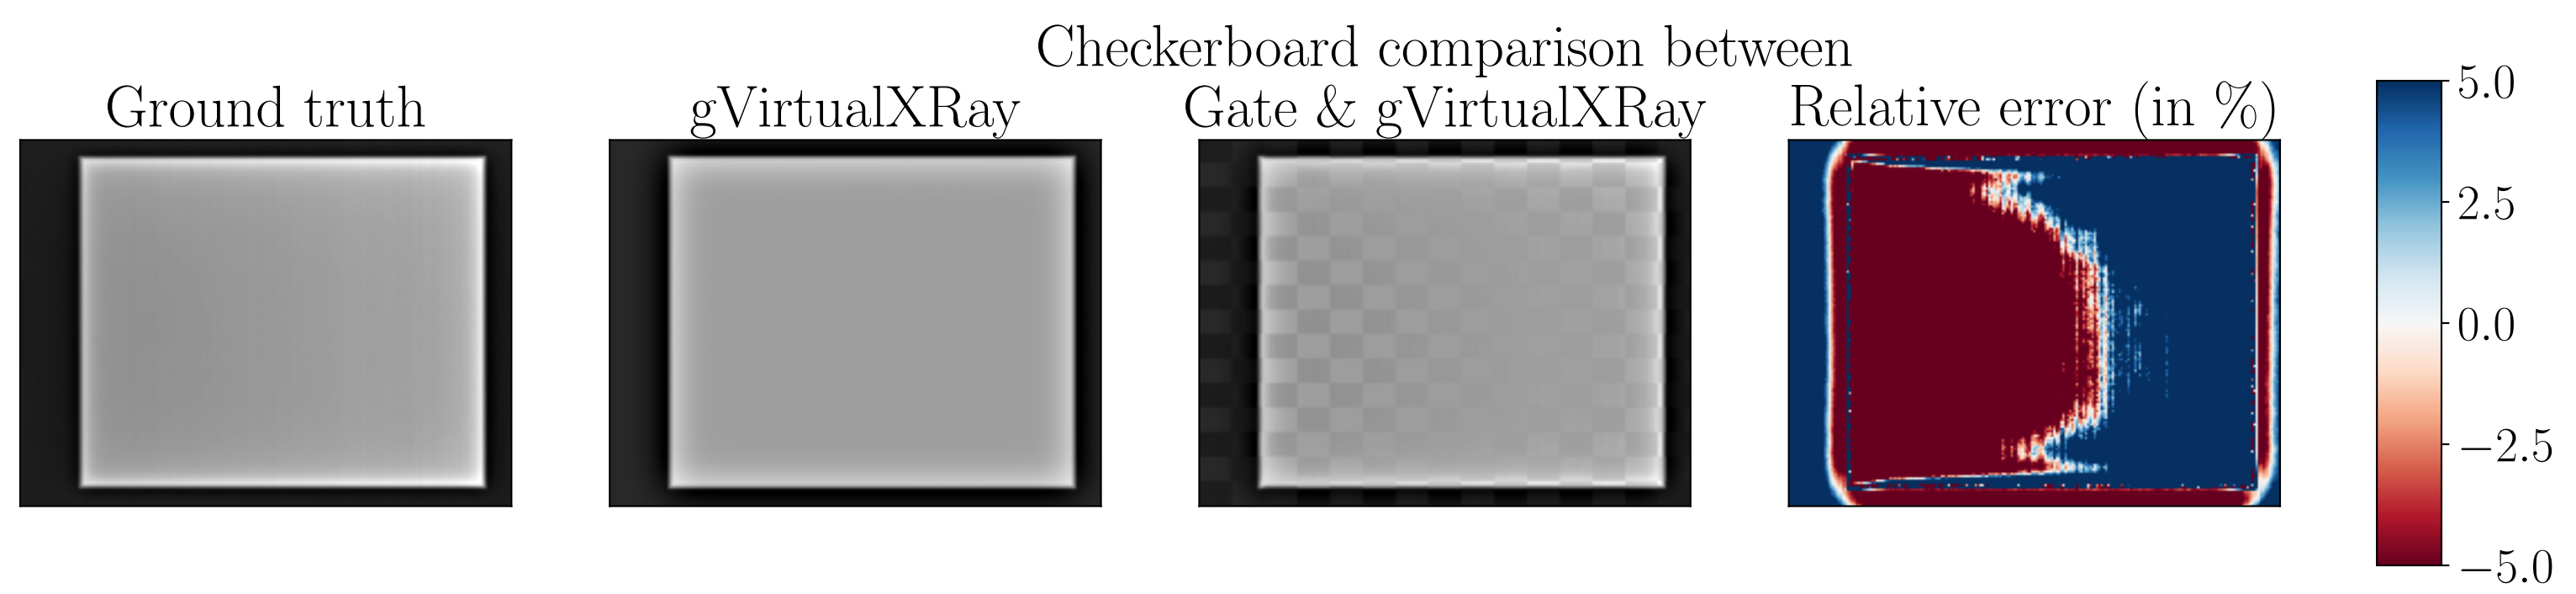 Ground truth
gVirtualXRay
Checkerboard comparison between
Gate & gVirtualXRay
Relative error (in %)
5.0
2.5
0.0
−2.5
−5.0